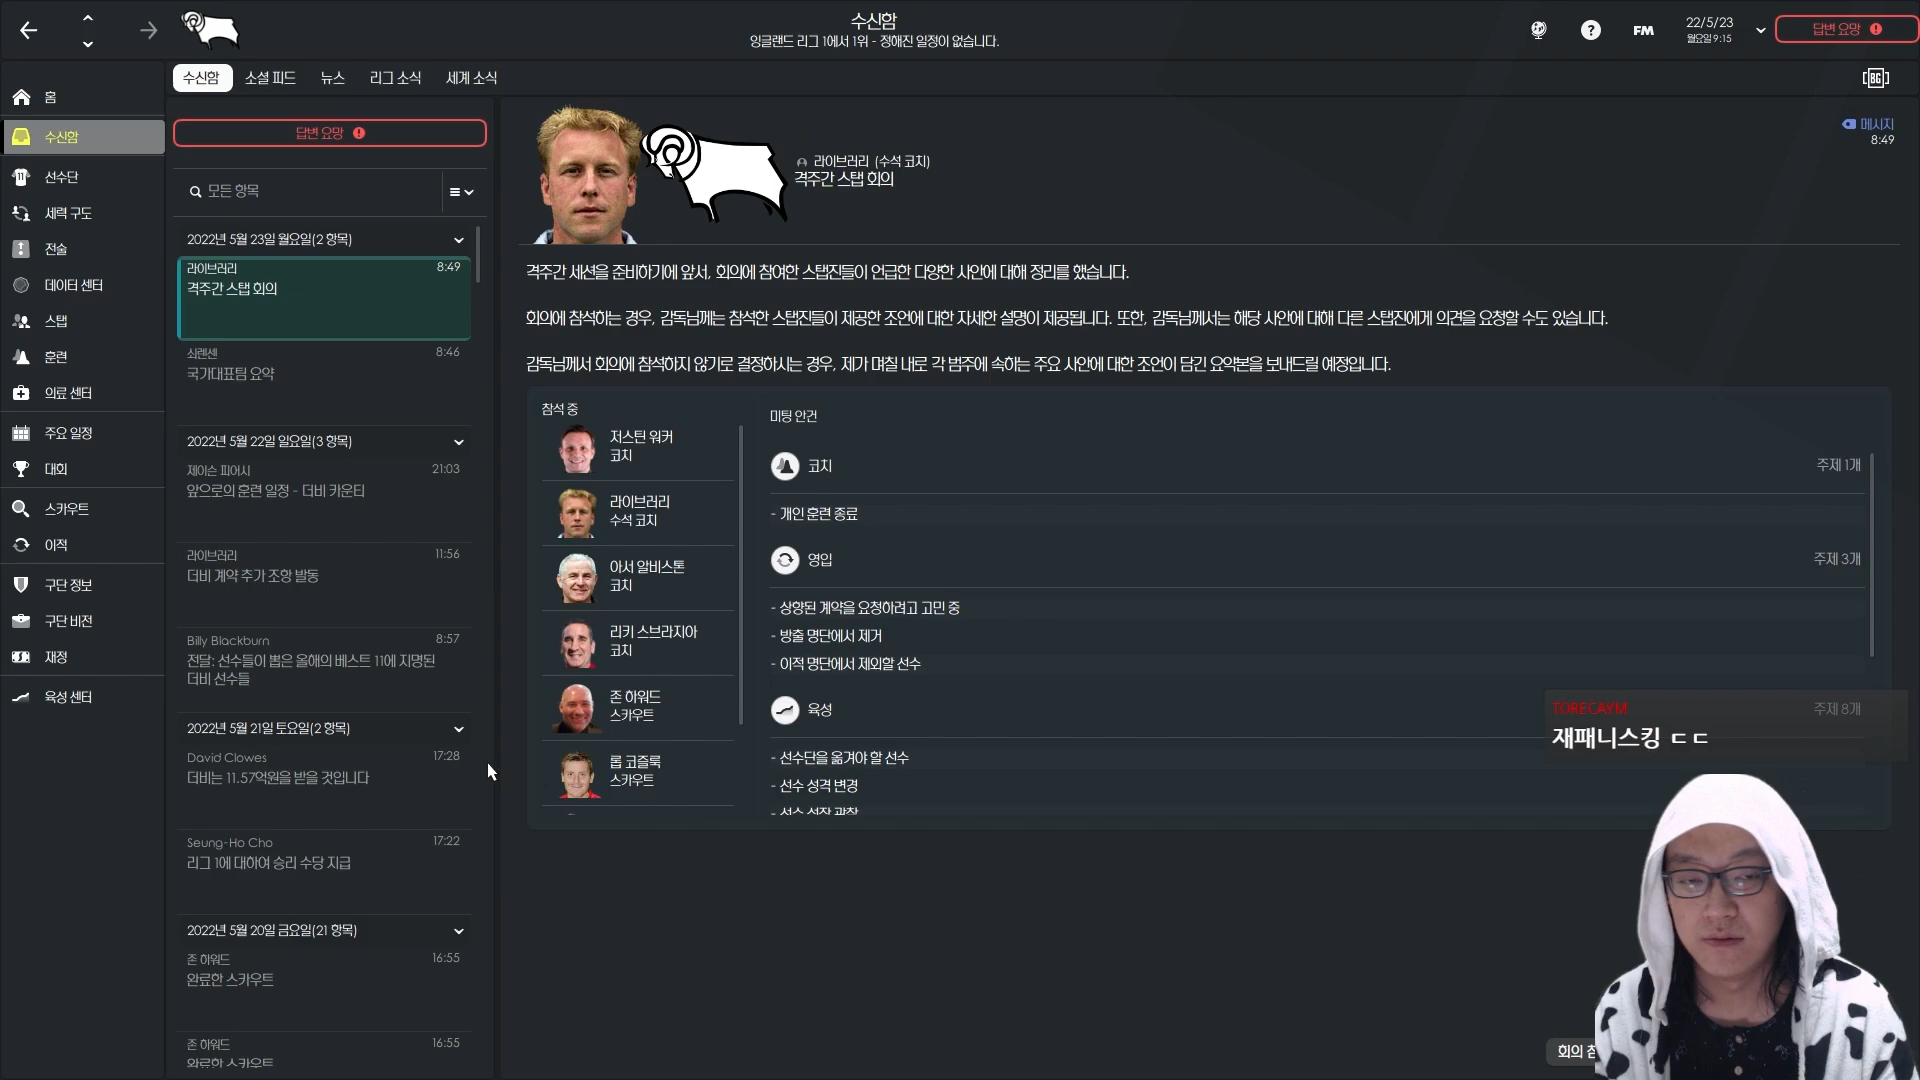 수신함
잉글랜드 리그 1에서 1위 - 정해진 일정이 없습니다.
FM
22/5/23
월요일 9:15
답변 요망
수신함
소셜 피드
뉴스
리그 소식
세계 소식
BG
홈
수신함
선수단
세력 구도
전술
데이터 센터
스탭
훈련
의료 센터
주요 일정
대회
스카우트
이적
구단 정보
구단 비전
재정
육성 센터
답변 요망
모든 항목
2022년 5월 23일 월요일(2 항목)
라이브러리 8:49
격주간 스탭 회의
쇠렌센 8:46
국가대표팀 요약
2022년 5월 22일 일요일(3 항목)
제이슨 피어시 21:03
앞으로의 훈련 일정 - 더비 카운티
라이브러리 11:56
더비 계약 추가 조항 발동
Billy Blackburn 8:57
전달: 선수들이 뽑은 올해의 베스트 11에 지명된
더비 선수들
2022년 5월 21일 토요일(2 항목)
David Clowes 17:28
더비는 11.57억원을 받을 것입니다
Seung-Ho Cho 17:22
리그 1에 대하여 승리 수당 지급
2022년 5월 20일 금요일(21 항목)
존 하워드 16:55
완료한 스카우트
존 하워드 16:55
완료한 스카우트
라이브러리 (수석 코치)
격주간 스탭 회의
메시지
8:49
격주간 세션을 준비하기에 앞서, 회의에 참여한 스탭진들이 언급한 다양한 사안에 대해 정리를 했습니다.
회의에 참석하는 경우, 감독님께는 참석한 스탭진들이 제공한 조언에 대한 자세한 설명이 제공됩니다. 또한, 감독님께서는 해당 사안에 대해 다른 스탭진에게 의견을 요청할 수도 있습니다.
감독님께서 회의에 참석하지 않기로 결정하시는 경우, 제가 며칠 내로 각 범주에 속하는 주요 사안에 대한 조언이 담긴 요약본을 보내드릴 예정입니다.
참석 중
저스틴 워커
코치
라이브러리
수석 코치
아서 알비스톤
코치
리키 스브라지아
코치
존 하워드
스카우트
롭 코즐룩
스카우트
미팅 안건
코치 주제 1개
- 개인 훈련 종료
영입 주제 3개
- 상향된 계약을 요청하려고 고민 중
- 방출 명단에서 제거
- 이적 명단에서 제외할 선수
육성 주제 8개
- 선수단을 옮겨야 할 선수
- 선수 성격 변경
- 선수 성장 관찰
TORECAYM
재패니스킹 ㄷㄷ
회의 참